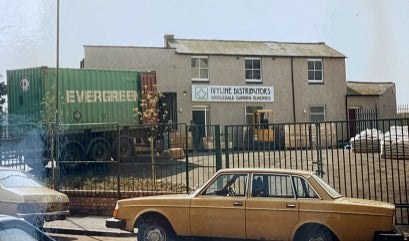 IVYLINE DISTRIBUTORS
WHOLESALE GARDEN SUNDRIES
EVERGREEN